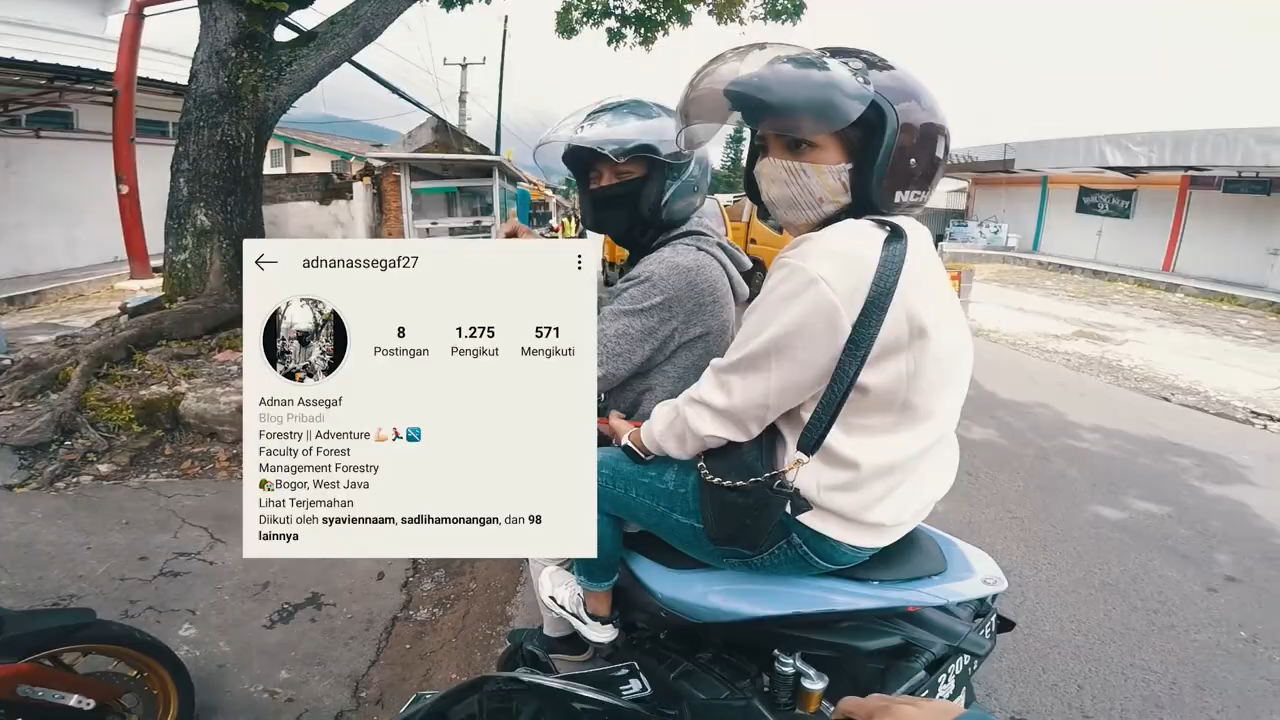 adnanassegaf27
8 1.275 571
Postingan Pengikut Mengikuti
Adnan Assegaf
Blog Pribadi
Forestry || Adventure 💪🏻🏃🏻‍♂️
Faculty of Forest
Management Forestry
🏡Bogor, West Java
Lihat Terjemahan
Diikuti oleh syaviennaam, sadlihamonangan, dan 98
lainnya
NCH